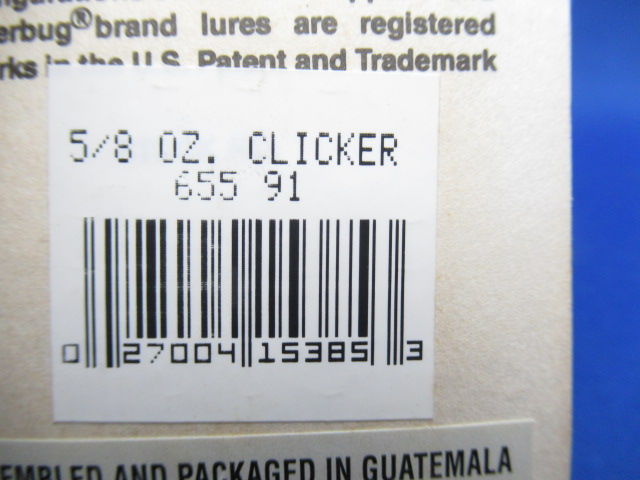 erbug®brand lures are registered
in the U.S. Patent and Trademark
5/8 OZ. CLICKER
655 91
0 27004 15385 3
EMBLED AND PACKAGED IN GUATEMALA